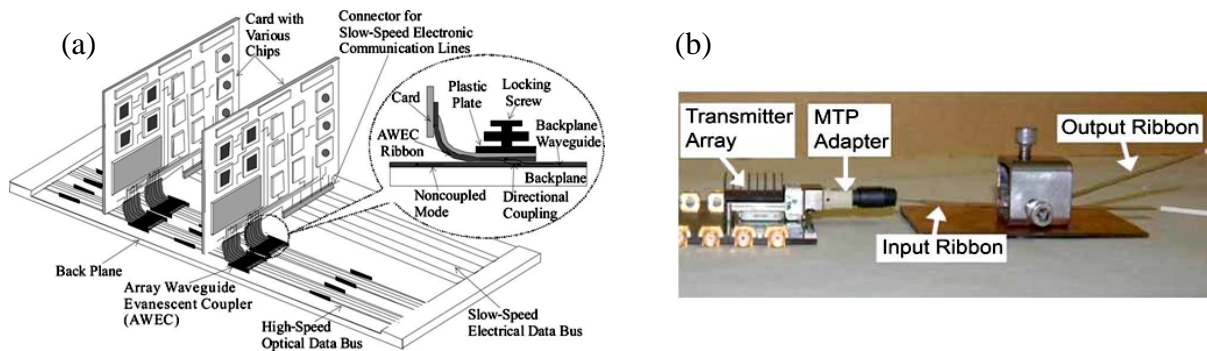 (a)
Card with
Various
Chips
Connector for
Slow-Speed Electronic
Communication Lines
Card
Plastic
Plate
Locking
Screw
AWEC
Ribbon
Backplane
Waveguide
Backplane
Noncoupled
Mode
Directional
Coupling
Back Plane
Array Waveguide
Evanescent Coupler
(AWEC)
High-Speed
Optical Data Bus
Slow-Speed
Electrical Data Bus
(b)
Transmitter
Array
MTP
Adapter
Output Ribbon
Input Ribbon